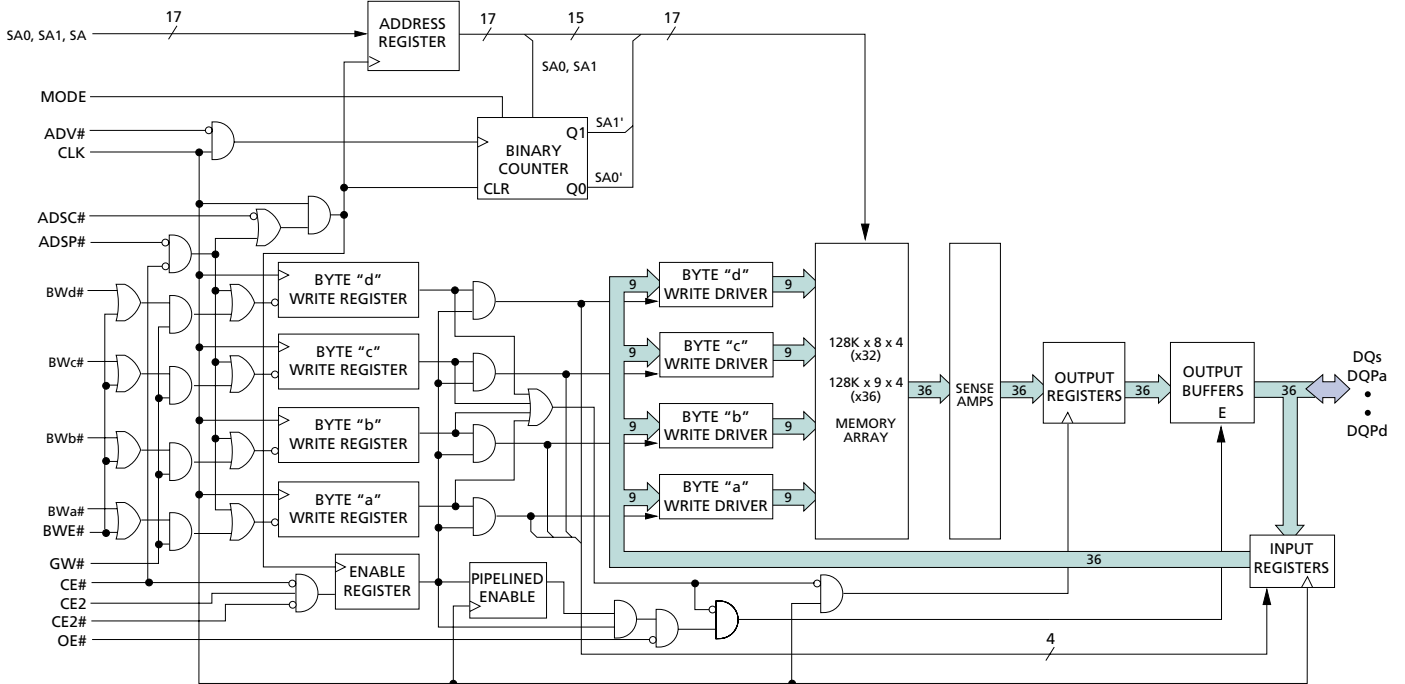 17
SA0, SA1, SA
ADDRESS
REGISTER
17
15
17
SA0, SA1
MODE
ADV#
CLK
BINARY
COUNTER
CLR
Q1
Q0
SA1'
SA0'
ADSC#
ADSP#
BWd#
BYTE “d”
WRITE REGISTER
9
BYTE “d”
WRITE DRIVER
9
BWc#
BYTE “c”
WRITE REGISTER
9
BYTE “c”
WRITE DRIVER
9
BWb#
BYTE “b”
WRITE REGISTER
9
BYTE “b”
WRITE DRIVER
9
BWa#
BWE#
BYTE “a”
WRITE REGISTER
9
BYTE “a”
WRITE DRIVER
9
128K x 8 x 4
(x32)
128K x 9 x 4
(x36)
MEMORY
ARRAY
36
SENSE
AMPS
36
OUTPUT
REGISTERS
36
OUTPUT
BUFFERS
E
36
DQs
DQPa
DQPd
GW#
CE#
CE2
CE2#
OE#
ENABLE
REGISTER
PIPELINED
ENABLE
36
INPUT
REGISTERS
4